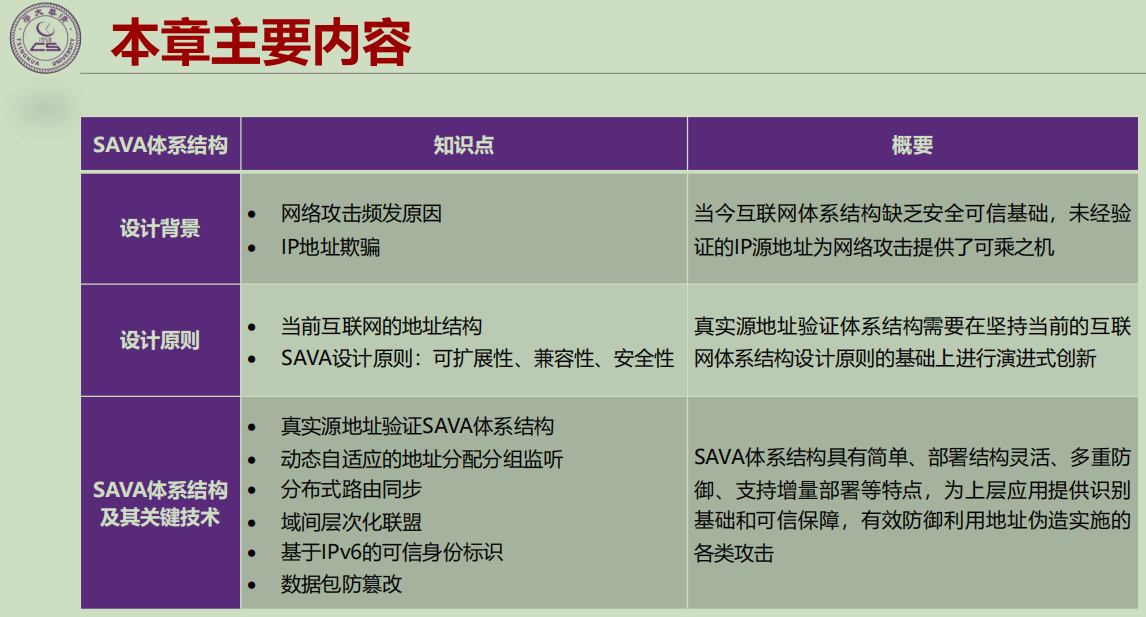 本章主要内容
TSINGHUA UNIVERSITY
SAVA体系结构
知识点
概要
设计背景
• 网络攻击频发原因
• IP地址欺骗
当今互联网体系结构缺乏安全可信基础，未经验
证的IP源地址为网络攻击提供了可乘之机
设计原则
• 当前互联网的地址结构
• SAVA设计原则：可扩展性、兼容性、安全性
真实源地址验证体系结构需要在坚持当前的互联
网体系结构设计原则的基础上进行演进式创新
SAVA体系结构
及其关键技术
• 真实源地址验证SAVA体系结构
• 动态自适应的地址分配分组监听
• 分布式路由同步
• 域间层次化联盟
• 基于IPv6的可信身份标识
• 数据包防篡改
SAVA体系结构具有简单、部署结构灵活、多重防
御、支持增量部署等特点，为上层应用提供识别
基础和可信保障，有效防御利用地址伪造实施的
各类攻击